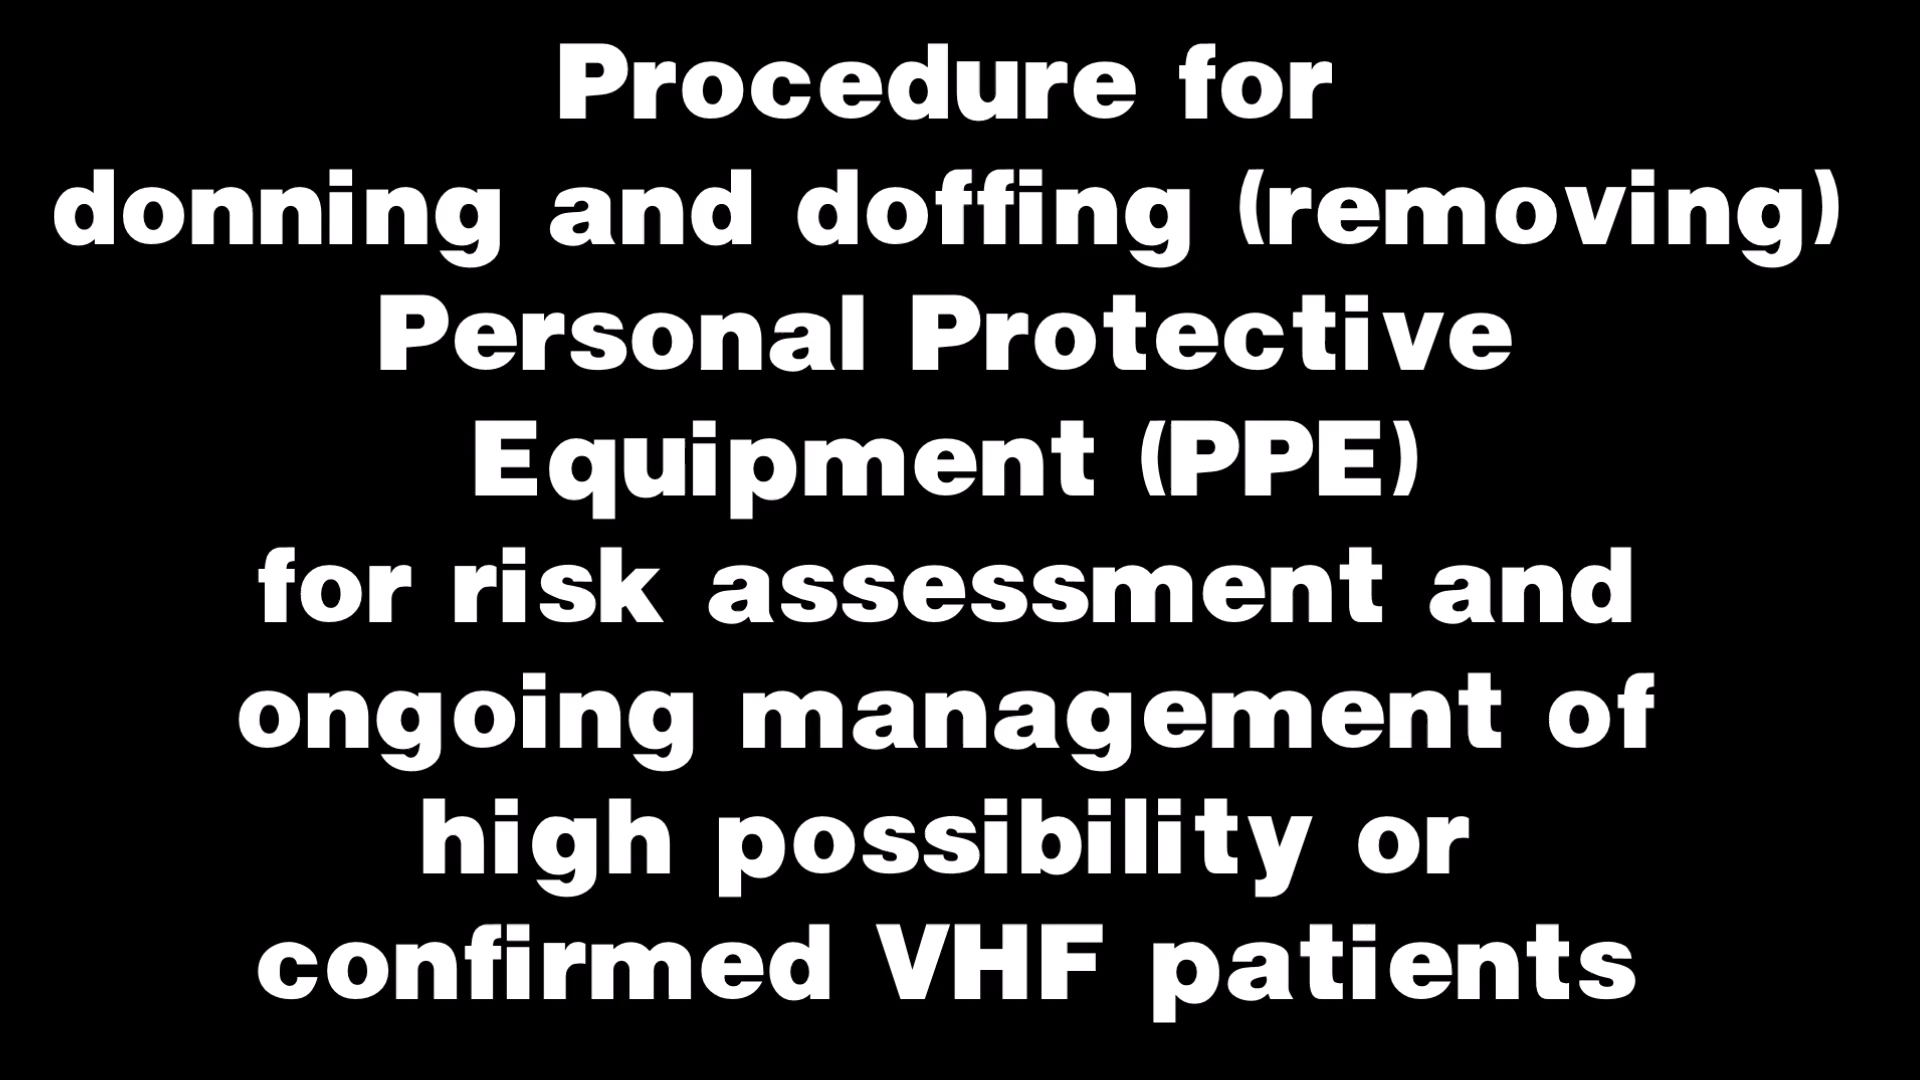 Procedure for
donning and doffing (removing)
Personal Protective
Equipment (PPE)
for risk assessment and
ongoing management of
high possibility or
confirmed VHF patients